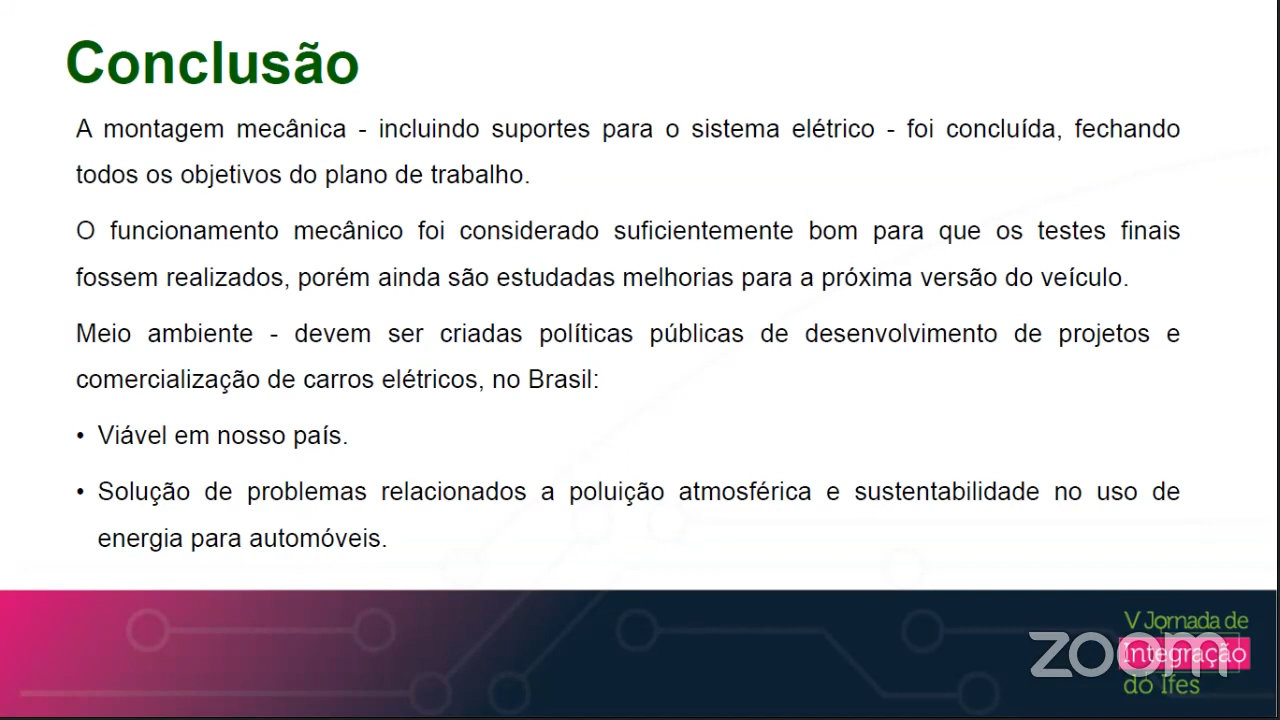 Conclusão
A montagem mecânica - incluindo suportes para o sistema elétrico - foi concluída, fechando
todos os objetivos do plano de trabalho.
O funcionamento mecânico foi considerado suficientemente bom para que os testes finais
fossem realizados, porém ainda são estudadas melhorias para a próxima versão do veículo.
Meio ambiente - devem ser criadas políticas públicas de desenvolvimento de projetos e
comercialização de carros elétricos, no Brasil:
• Viável em nosso país.
• Solução de problemas relacionados a poluição atmosférica e sustentabilidade no uso de
energia para automóveis.
V Jornada de
Integração
do Ifes
zoom